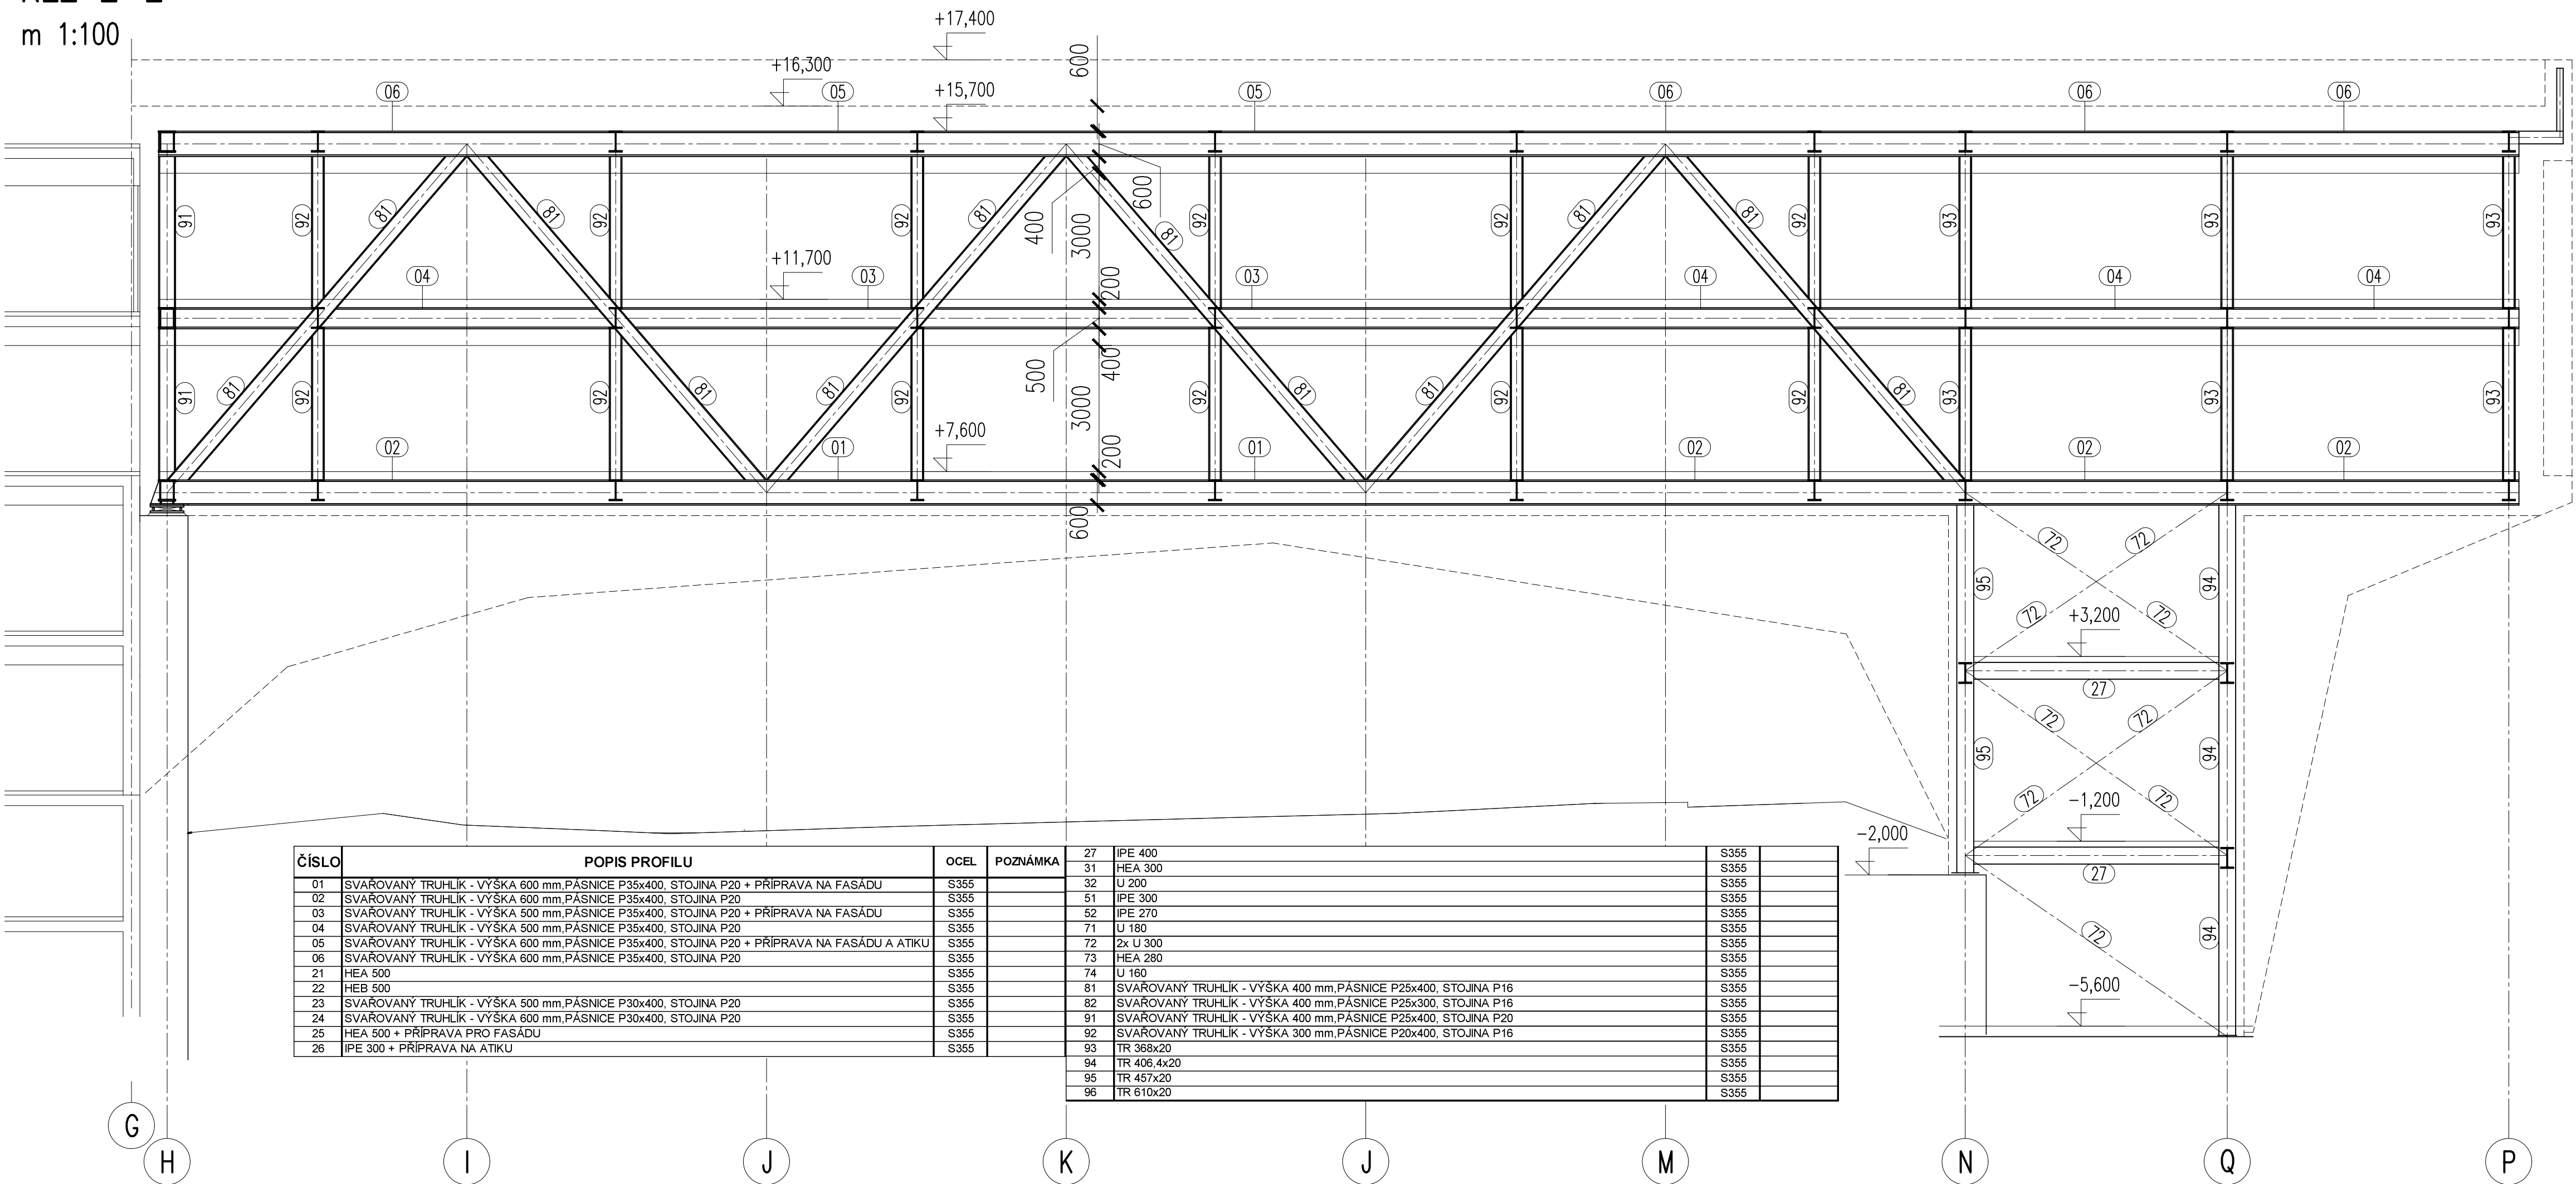 m 1:100
+17,400
+16,300
+15,700
600
06 05 05 06 06 06
91 92 81 81 92 92 81 400 3000 600 81 92 92 81 81 92 93 93 93
+11,700
04 03 200 03 04 04 04
500 400
91 81 92 92 81 81 92 3000 92 81 81 92 92 81 93 93 93
+7,600
02 01 200 01 02 02 02
600
72 72
95 94
72 72
+3,200
27
72 72
95 94
72 72
-1,200
-2,000
27
72 94
-5,600
ČÍSLO POPIS PROFILU OCEL POZNÁMKA
01 SVAŘOVANÝ TRUHLÍK - VÝŠKA 600 mm,PÁSNICE P35x400, STOJINA P20 + PŘÍPRAVA NA FASÁDU S355
02 SVAŘOVANÝ TRUHLÍK - VÝŠKA 600 mm,PÁSNICE P35x400, STOJINA P20 S355
03 SVAŘOVANÝ TRUHLÍK - VÝŠKA 500 mm,PÁSNICE P35x400, STOJINA P20 + PŘÍPRAVA NA FASÁDU S355
04 SVAŘOVANÝ TRUHLÍK - VÝŠKA 500 mm,PÁSNICE P35x400, STOJINA P20 S355
05 SVAŘOVANÝ TRUHLÍK - VÝŠKA 600 mm,PÁSNICE P35x400, STOJINA P20 + PŘÍPRAVA NA FASÁDU A ATIKU S355
06 SVAŘOVANÝ TRUHLÍK - VÝŠKA 600 mm,PÁSNICE P35x400, STOJINA P20 S355
21 HEA 500 S355
22 HEB 500 S355
23 SVAŘOVANÝ TRUHLÍK - VÝŠKA 500 mm,PÁSNICE P30x400, STOJINA P20 S355
24 SVAŘOVANÝ TRUHLÍK - VÝŠKA 600 mm,PÁSNICE P30x400, STOJINA P20 S355
25 HEA 500 + PŘÍPRAVA PRO FASÁDU S355
26 IPE 300 + PŘÍPRAVA NA ATIKU S355
27 IPE 400 S355
31 HEA 300 S355
32 U 200 S355
51 IPE 300 S355
52 IPE 270 S355
71 U 180 S355
72 2x U 300 S355
73 HEA 280 S355
74 U 160 S355
81 SVAŘOVANÝ TRUHLÍK - VÝŠKA 400 mm,PÁSNICE P25x400, STOJINA P16 S355
82 SVAŘOVANÝ TRUHLÍK - VÝŠKA 400 mm,PÁSNICE P25x300, STOJINA P16 S355
91 SVAŘOVANÝ TRUHLÍK - VÝŠKA 400 mm,PÁSNICE P25x400, STOJINA P20 S355
92 SVAŘOVANÝ TRUHLÍK - VÝŠKA 300 mm,PÁSNICE P20x400, STOJINA P16 S355
93 TR 368x20 S355
94 TR 406,4x20 S355
95 TR 457x20 S355
96 TR 610x20 S355
G
H I J K J M N Q P